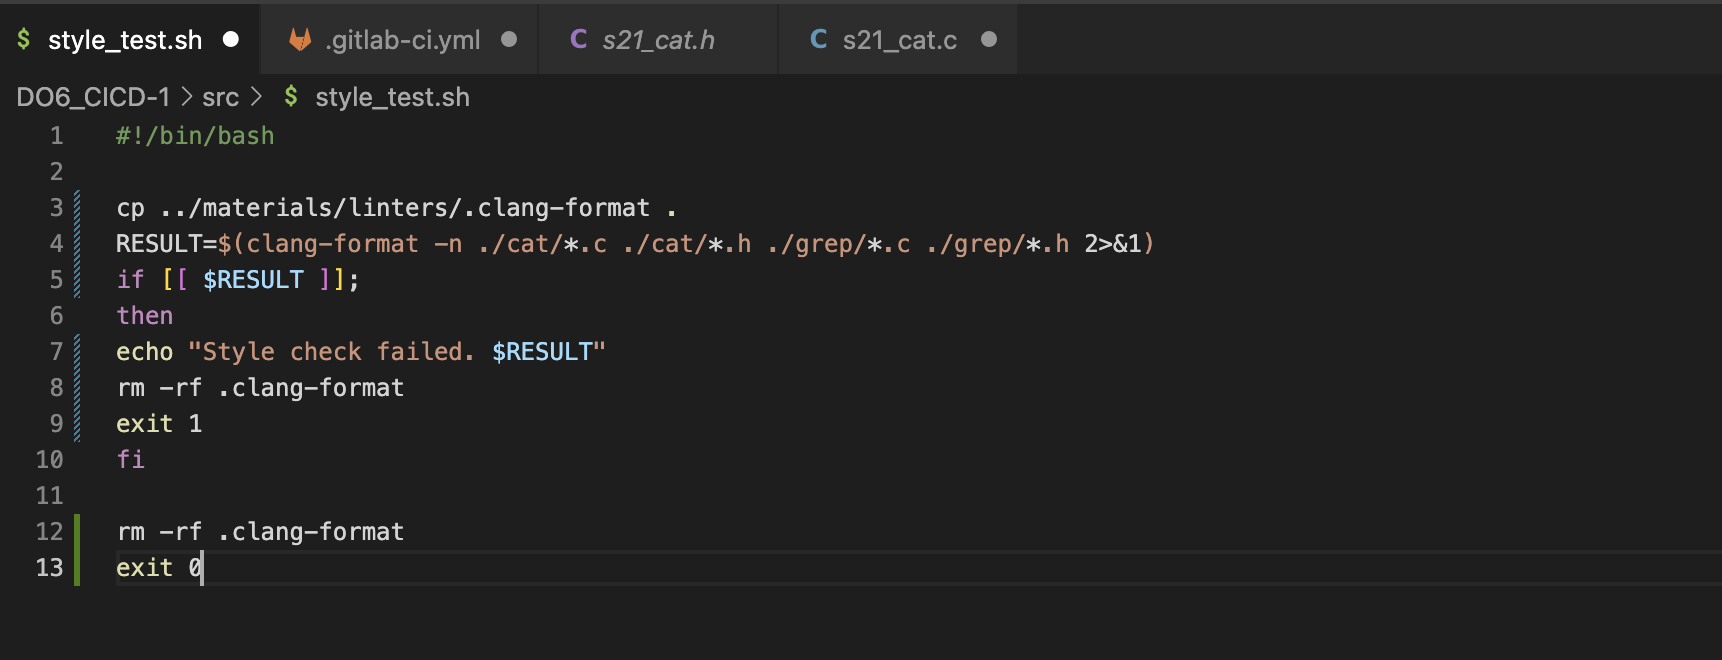 $ style_test.sh .gitlab-ci.yml C s21_cat.h C s21_cat.c
DO6_CICD-1 > src > $ style_test.sh
1 #!/bin/bash
2
3 cp ../materials/linters/.clang-format .
4 RESULT=$(clang-format -n ./cat/*.c ./cat/*.h ./grep/*.c ./grep/*.h 2>&1)
5 if [[ $RESULT ]];
6 then
7 echo "Style check failed. $RESULT"
8 rm -rf .clang-format
9 exit 1
10 fi
11
12 rm -rf .clang-format
13 exit 0